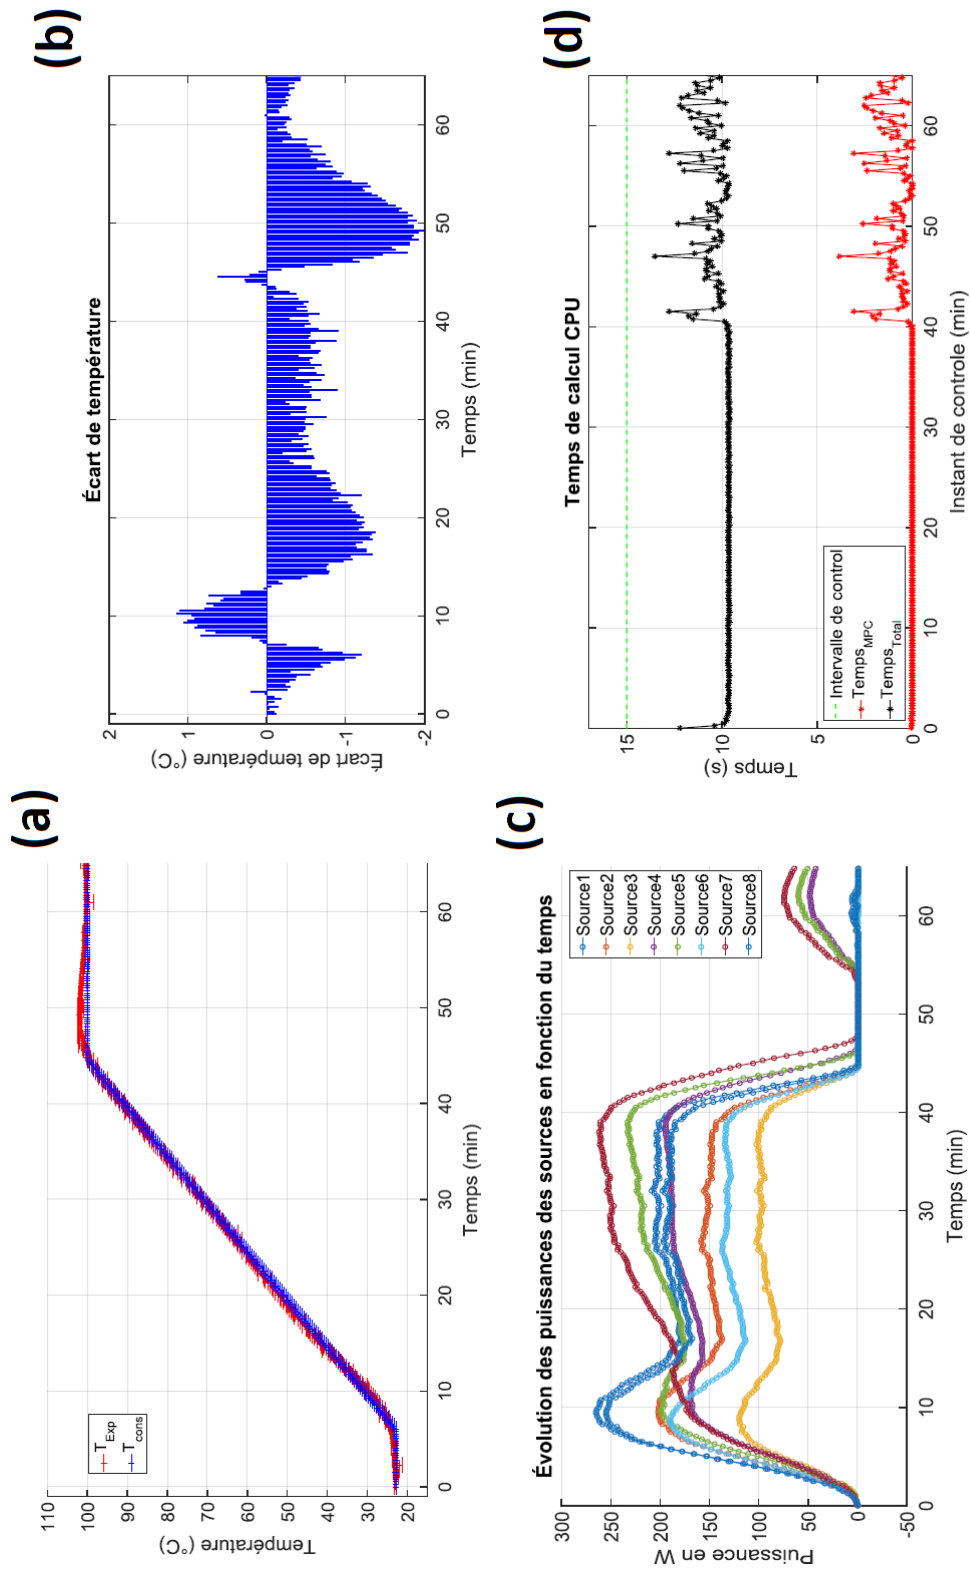 (a)
110
100
90
80
70
60
50
40
30
20
Température (°C)
0
10
20
30
40
50
60
Temps (min)
T_Exp
T_cons
(b)
Écart de température
2
1
0
-1
-2
Écart de température (°C)
0
10
20
30
40
50
60
Temps (min)
(c)
Évolution des puissances des sources en fonction du temps
300
250
200
150
100
50
0
-50
Puissance en W
0
10
20
30
40
50
60
Temps (min)
Source1
Source2
Source3
Source4
Source5
Source6
Source7
Source8
(d)
Temps de calcul CPU
15
10
5
0
Temps (s)
0
10
20
30
40
50
60
Instant de controle (min)
Intervalle de control
Temps_MPC
Temps_Total